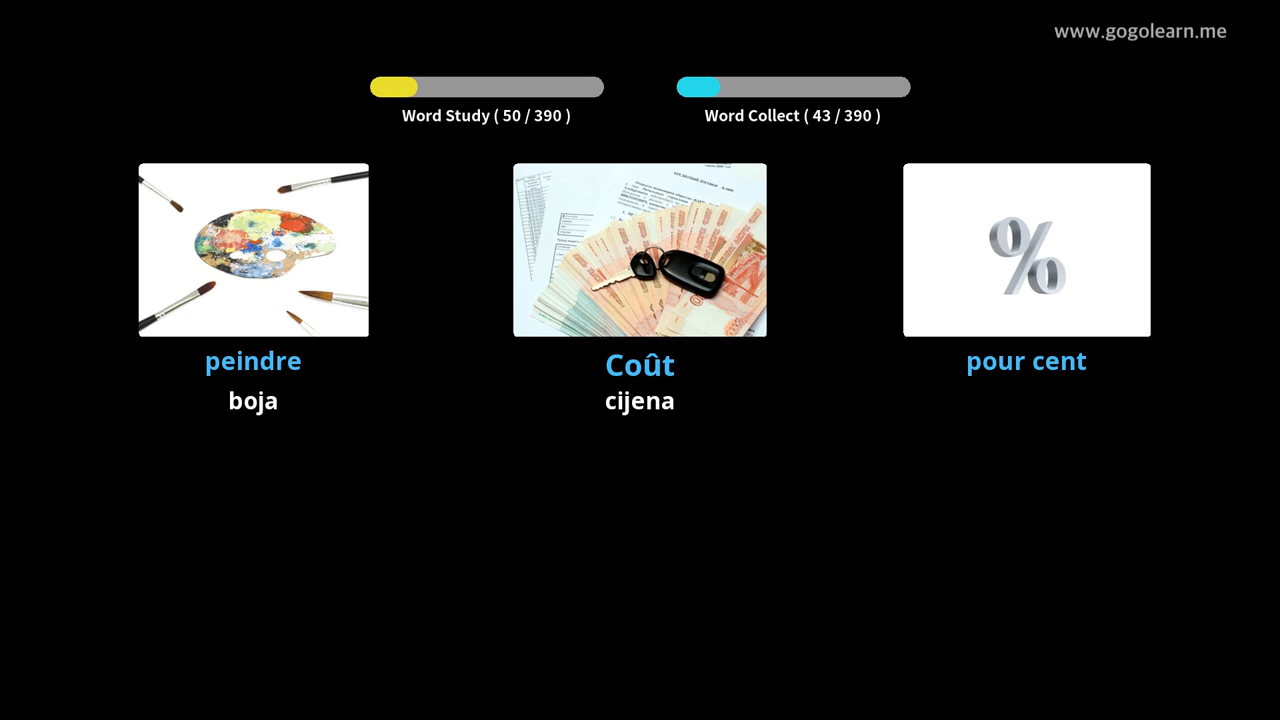 www.gogolearn.me
Word Study ( 50 / 390 )
Word Collect ( 43 / 390 )
peindre
Coût
pour cent
boja
cijena